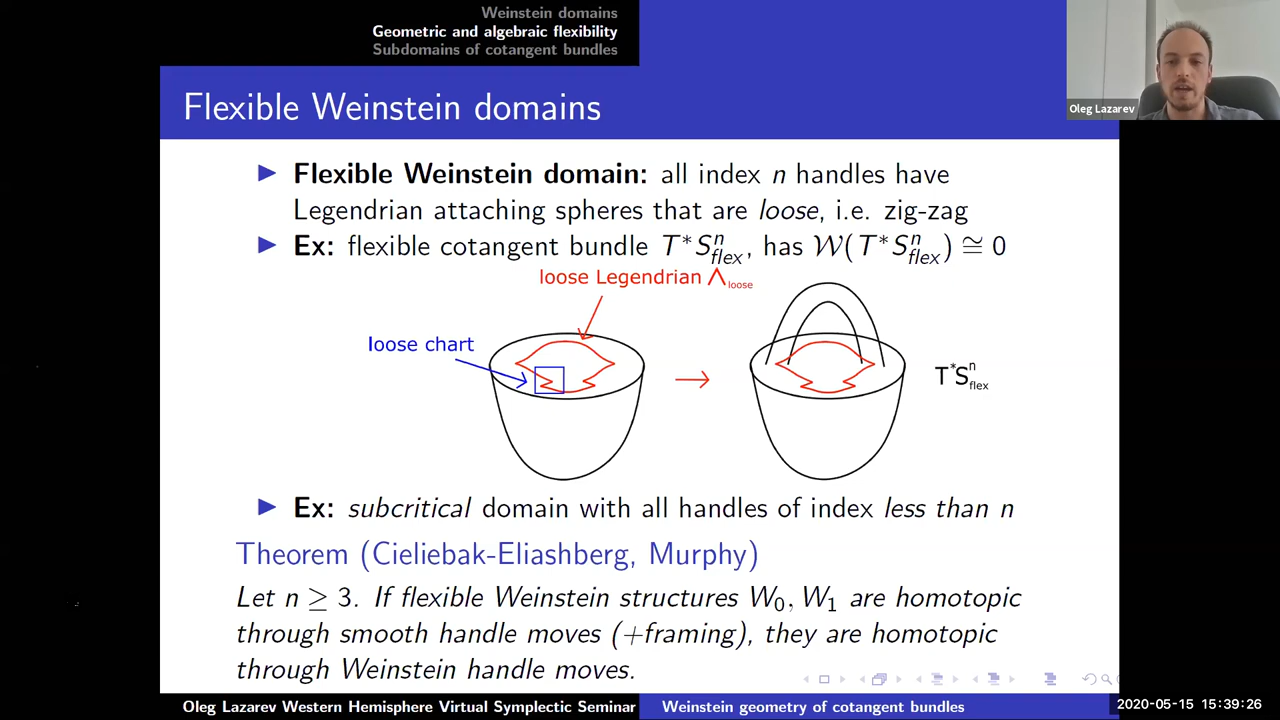 Weinstein domains
Geometric and algebraic flexibility
Subdomains of cotangent bundles
Oleg Lazarev
Flexible Weinstein domains
▶ Flexible Weinstein domain: all index n handles have
Legendrian attaching spheres that are loose, i.e. zig-zag
▶ Ex: flexible cotangent bundle T*S^n_flex, has 𝒲(T*S^n_flex) ≅ 0
loose Legendrian Λ_loose
loose chart
T*S^n_flex
▶ Ex: subcritical domain with all handles of index less than n
Theorem (Cieliebak-Eliashberg, Murphy)
Let n ≥ 3. If flexible Weinstein structures W₀, W₁ are homotopic
through smooth handle moves (+framing), they are homotopic
through Weinstein handle moves.
Oleg Lazarev Western Hemisphere Virtual Symplectic Seminar
Weinstein geometry of cotangent bundles
2020-05-15 15:39:26